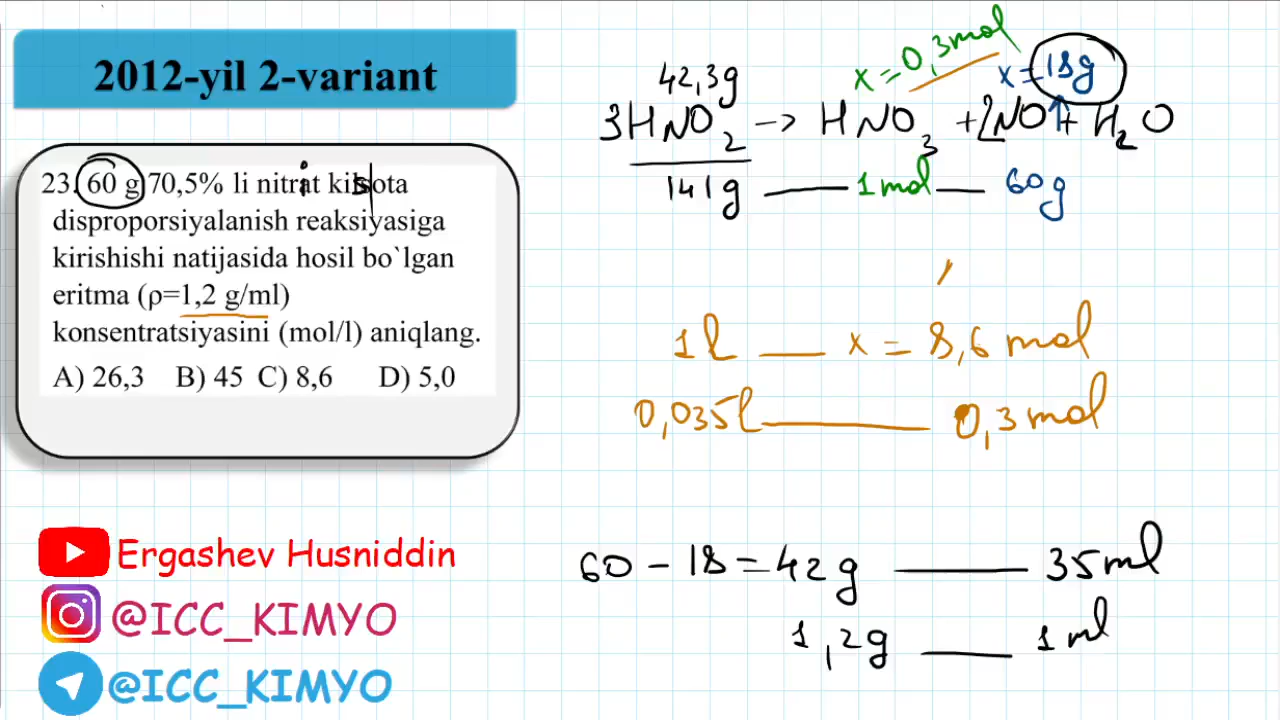 2012-yil 2-variant
23. 60 g 70,5% li nitrit kislota
disproporsiyalanish reaksiyasiga
kirishishi natijasida hosil bo`lgan
eritma (ρ=1,2 g/ml)
konsentratsiyasini (mol/l) aniqlang.
A) 26,3 B) 45 C) 8,6 D) 5,0
Ergashev Husniddin
@ICC_KIMYO
@ICC_KIMYO
42,3g x=0,3mol x=18g
3HNO2 → HNO3 + 2NO↑ + H2O
141g — 1mol — 60g
1l — x = 8,6 mol
0,035l — 0,3 mol
60 - 18 = 42g — 35ml
1,2g — 1ml